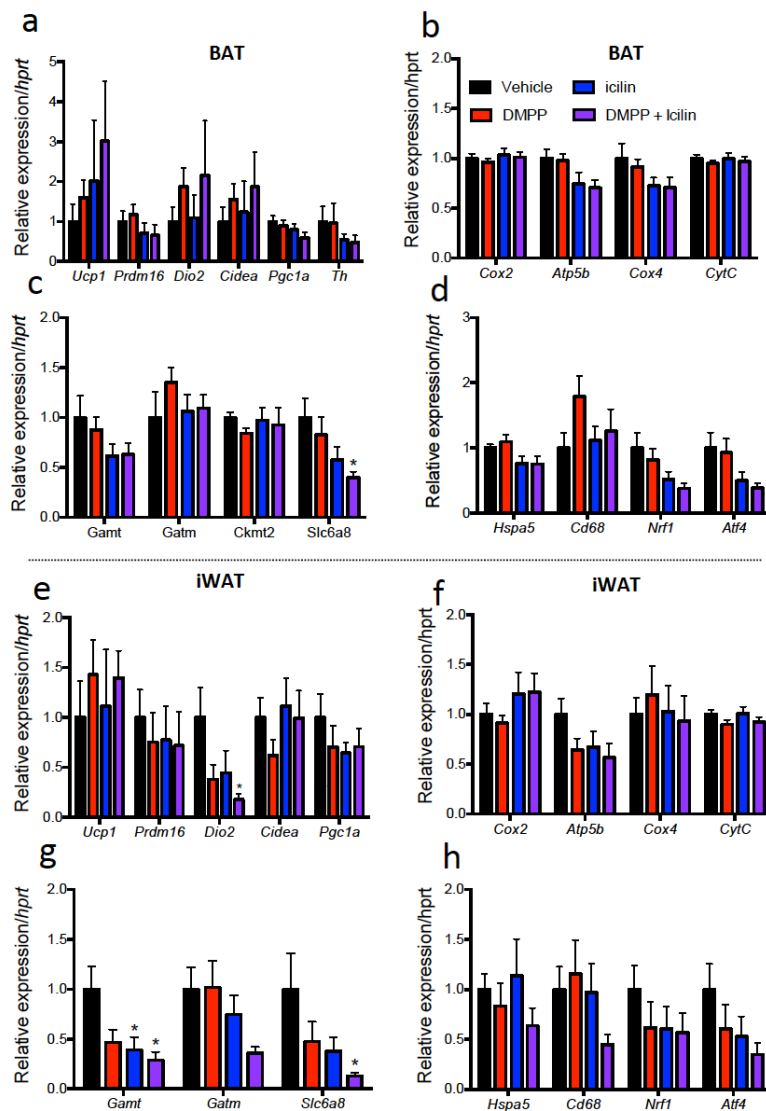 a
BAT
Relative expression/hprt
5
4
3
2
1
0
Ucp1 Prdm16 Dio2 Cidea Pgc1a Th
b
BAT
Vehicle icilin
DMPP DMPP + Icilin
Relative expression/hprt
2.0
1.5
1.0
0.5
0.0
Cox2 Atp5b Cox4 CytC
c
Relative expression/hprt
2.0
1.5
1.0
0.5
0.0
*
Gamt Gatm Ckmt2 Slc6a8
d
Relative expression/hprt
3
2
1
0
Hspa5 Cd68 Nrf1 Atf4
e
iWAT
Relative expression/hprt
2.0
1.5
1.0
0.5
0.0
*
Ucp1 Prdm16 Dio2 Cidea Pgc1a
f
iWAT
Relative expression/hprt
2.0
1.5
1.0
0.5
0.0
Cox2 Atp5b Cox4 CytC
g
Relative expression/hprt
2.0
1.5
1.0
0.5
0.0
* * *
Gamt Gatm Slc6a8
h
Relative expression/hprt
2.0
1.5
1.0
0.5
0.0
Hspa5 Cd68 Nrf1 Atf4